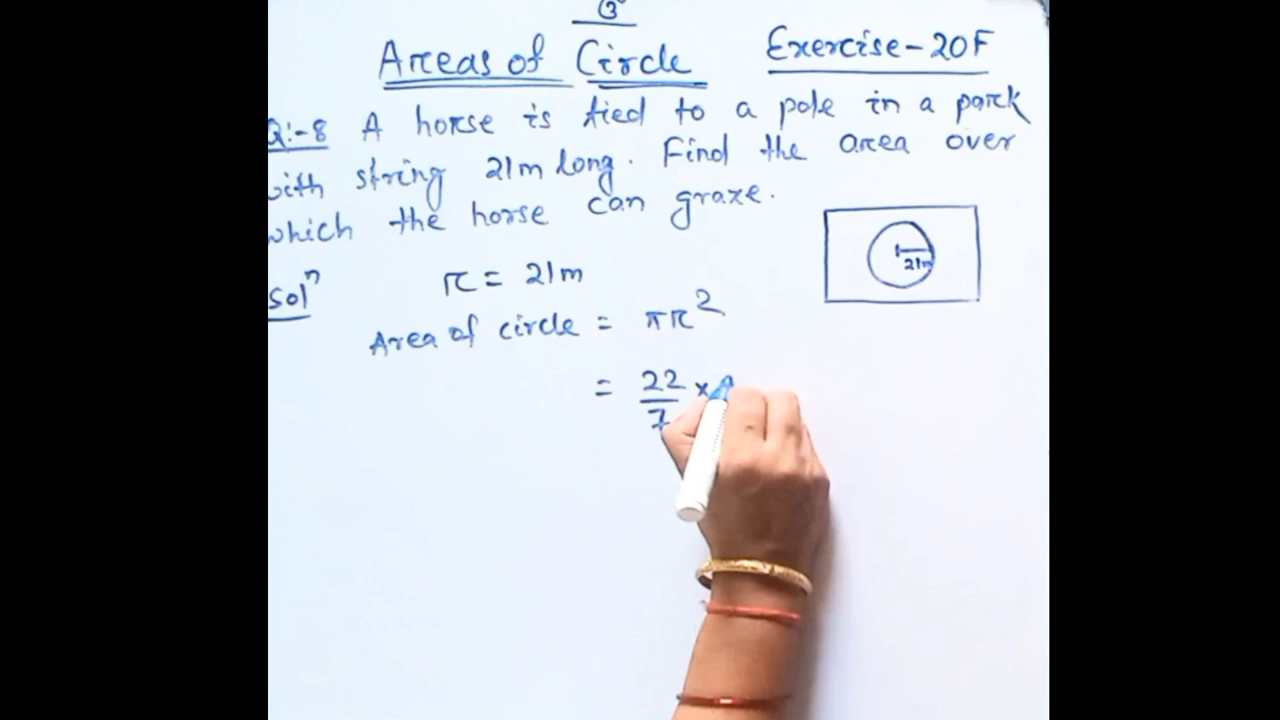 3
Areas of Circle Exercise-20F
Q:-8 A horse is tied to a pole in a park
with string 21m long. Find the area over
which the horse can graze.
21m
Solⁿ r = 21m
Area of circle = πr²
= 22/7 ×